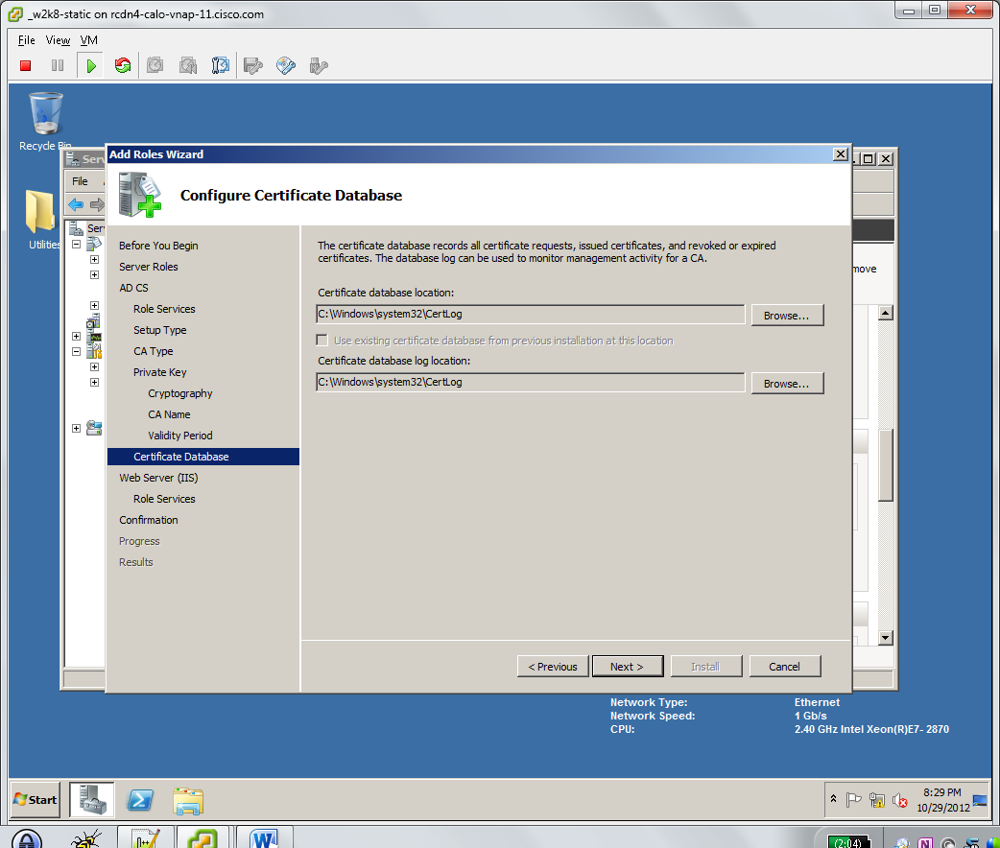 _w2k8-static on rcdn4-calo-vnap-11.cisco.com
File View VM
Recycle Bin
Utilities
Serv
File
Serv
Add Roles Wizard
Configure Certificate Database
Before You Begin
Server Roles
AD CS
Role Services
Setup Type
CA Type
Private Key
Cryptography
CA Name
Validity Period
Certificate Database
Web Server (IIS)
Role Services
Confirmation
Progress
Results
The certificate database records all certificate requests, issued certificates, and revoked or expired
certificates. The database log can be used to monitor management activity for a CA.
Certificate database location:
C:\Windows\system32\CertLog
Browse...
Use existing certificate database from previous installation at this location
Certificate database log location:
C:\Windows\system32\CertLog
Browse...
move
< Previous Next > Install Cancel
Network Type: Ethernet
Network Speed: 1 Gb/s
CPU: 2.40 GHz Intel Xeon(R)E7- 2870
Start
8:29 PM
10/29/2012
(2:04)